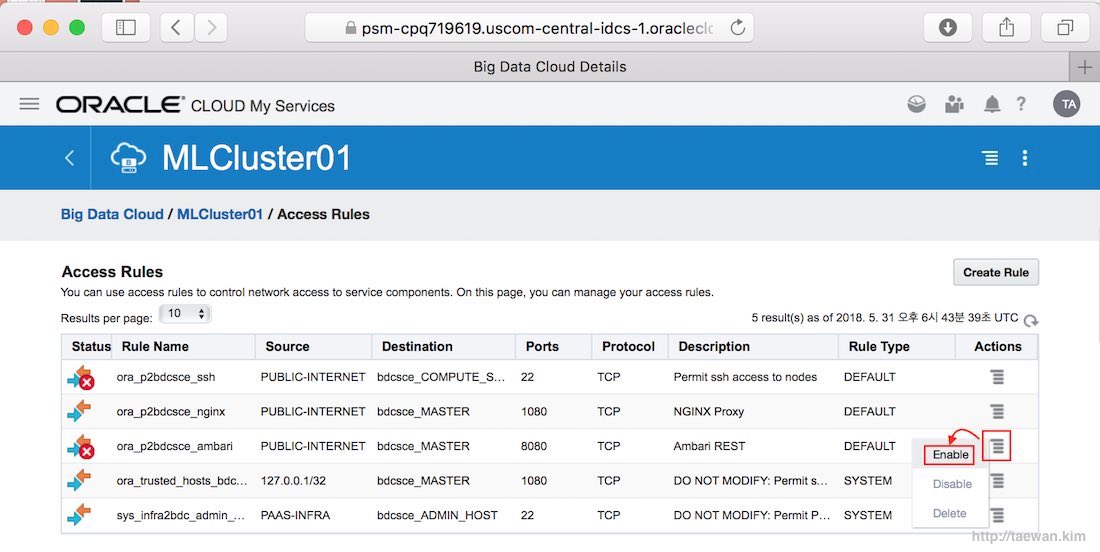 psm-cpq719619.uscom-central-idcs-1.oraclecl
Big Data Cloud Details
ORACLE CLOUD My Services
? TA
MLCluster01
Big Data Cloud / MLCluster01 / Access Rules
Access Rules
Create Rule
You can use access rules to control network access to service components. On this page, you can manage your access rules.
Results per page: 10
5 result(s) as of 2018. 5. 31 오후 6시 43분 39초 UTC
Status Rule Name Source Destination Ports Protocol Description Rule Type Actions
ora_p2bdcsce_ssh PUBLIC-INTERNET bdcsce_COMPUTE_S... 22 TCP Permit ssh access to nodes DEFAULT
ora_p2bdcsce_nginx PUBLIC-INTERNET bdcsce_MASTER 1080 TCP NGINX Proxy DEFAULT
ora_p2bdcsce_ambari PUBLIC-INTERNET bdcsce_MASTER 8080 TCP Ambari REST DEFAULT
Enable
ora_trusted_hosts_bdc... 127.0.0.1/32 bdcsce_MASTER 1080 TCP DO NOT MODIFY: Permit s... SYSTEM
Disable
sys_infra2bdc_admin_... PAAS-INFRA bdcsce_ADMIN_HOST 22 TCP DO NOT MODIFY: Permit P... SYSTEM
Delete
http://taewan.kim